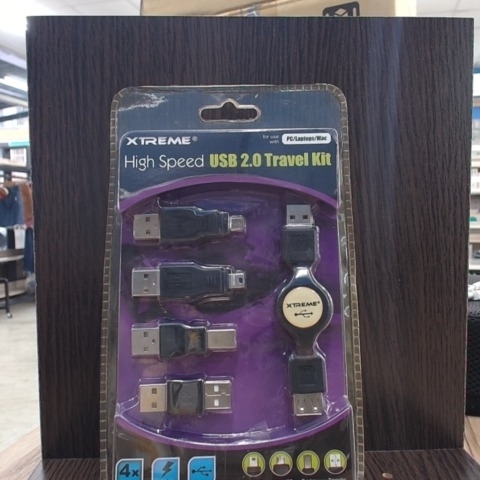 XTREME®
for use with PC/Laptops/Mac
High Speed USB 2.0 Travel Kit
XTREME®
4x